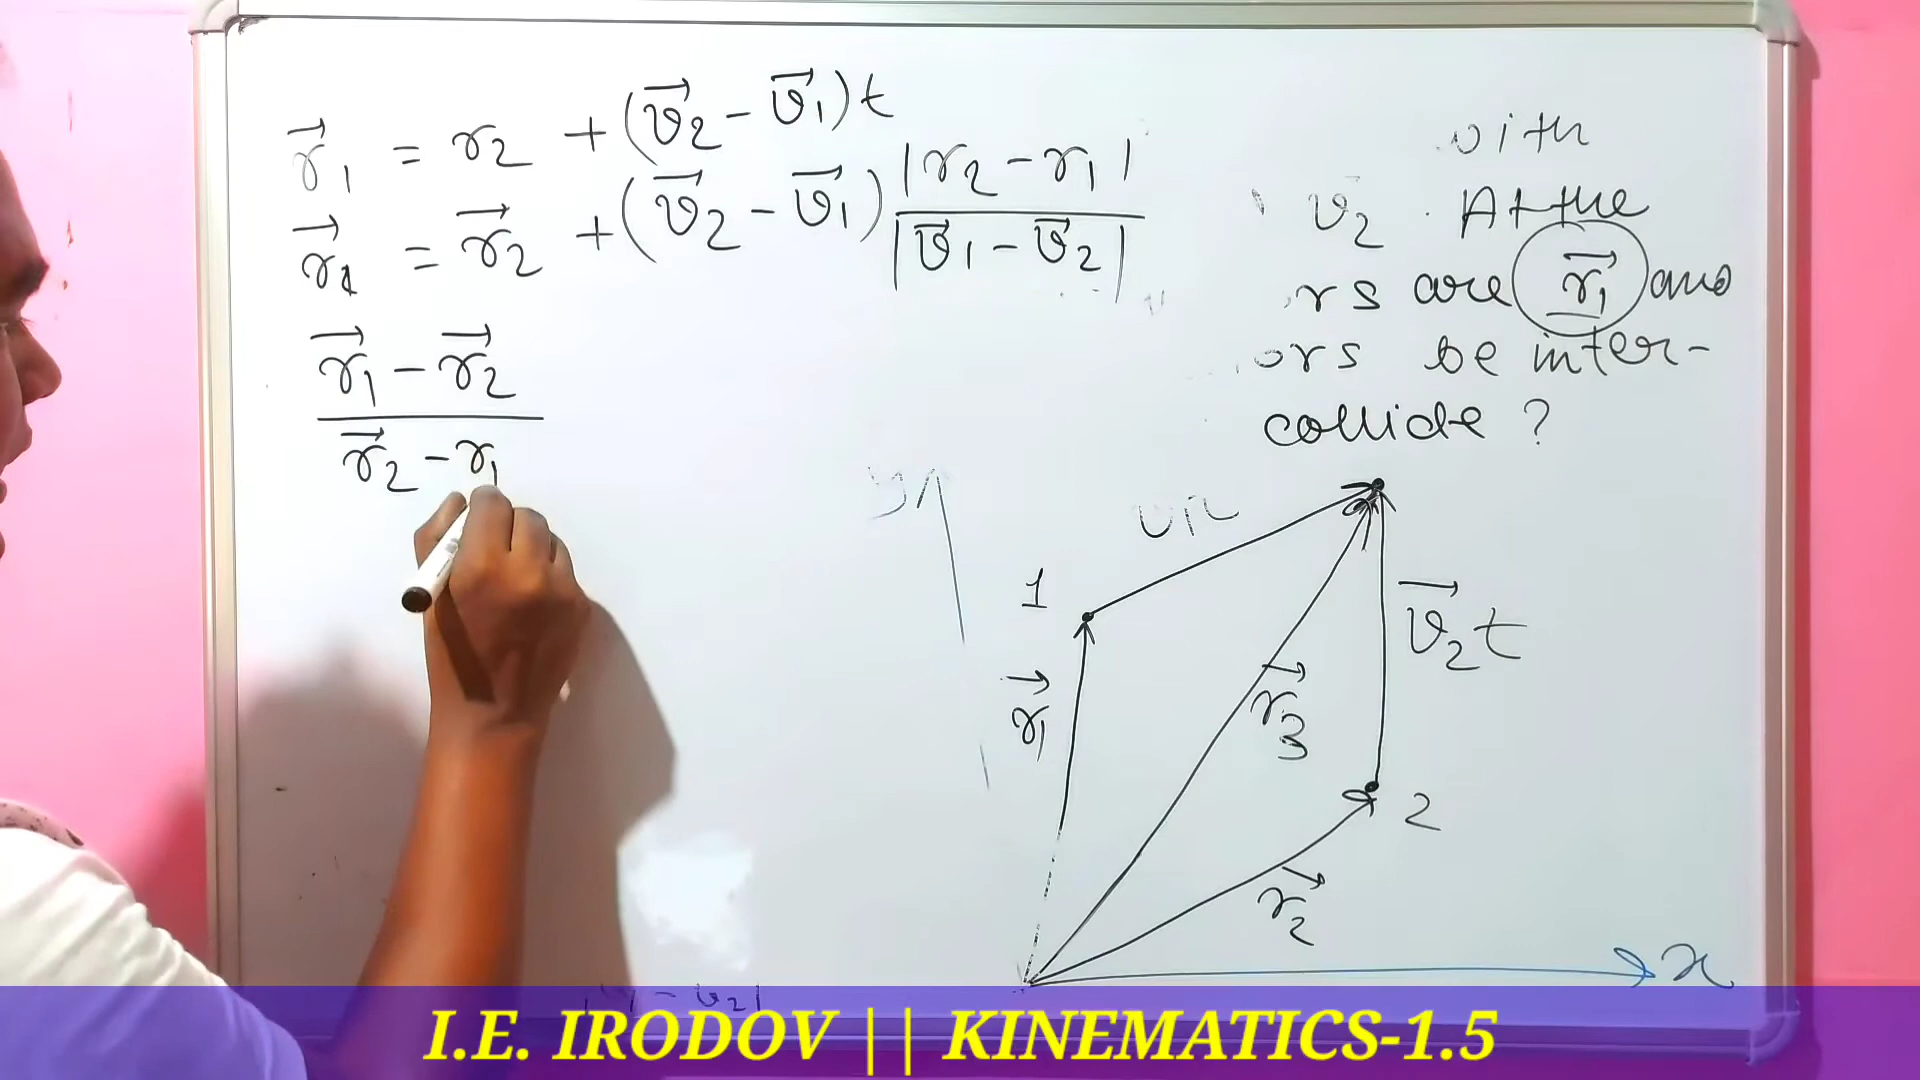 r⃗₁ = r₂ + (v⃗₂ - v⃗₁)t
r⃗₁ = r⃗₂ + (v⃗₂ - v⃗₁) |r₂ - r₁| / |v⃗₁ - v⃗₂|
r⃗₁ - r⃗₂
r⃗₂ - r₁
with
v₂ . At the
rs are r⃗₁ and
ors be inter-
collide ?
y
1
v⃗₂t
r⃗₁
r⃗₃
2
r⃗₂
x
I.E. IRODOV || KINEMATICS-1.5